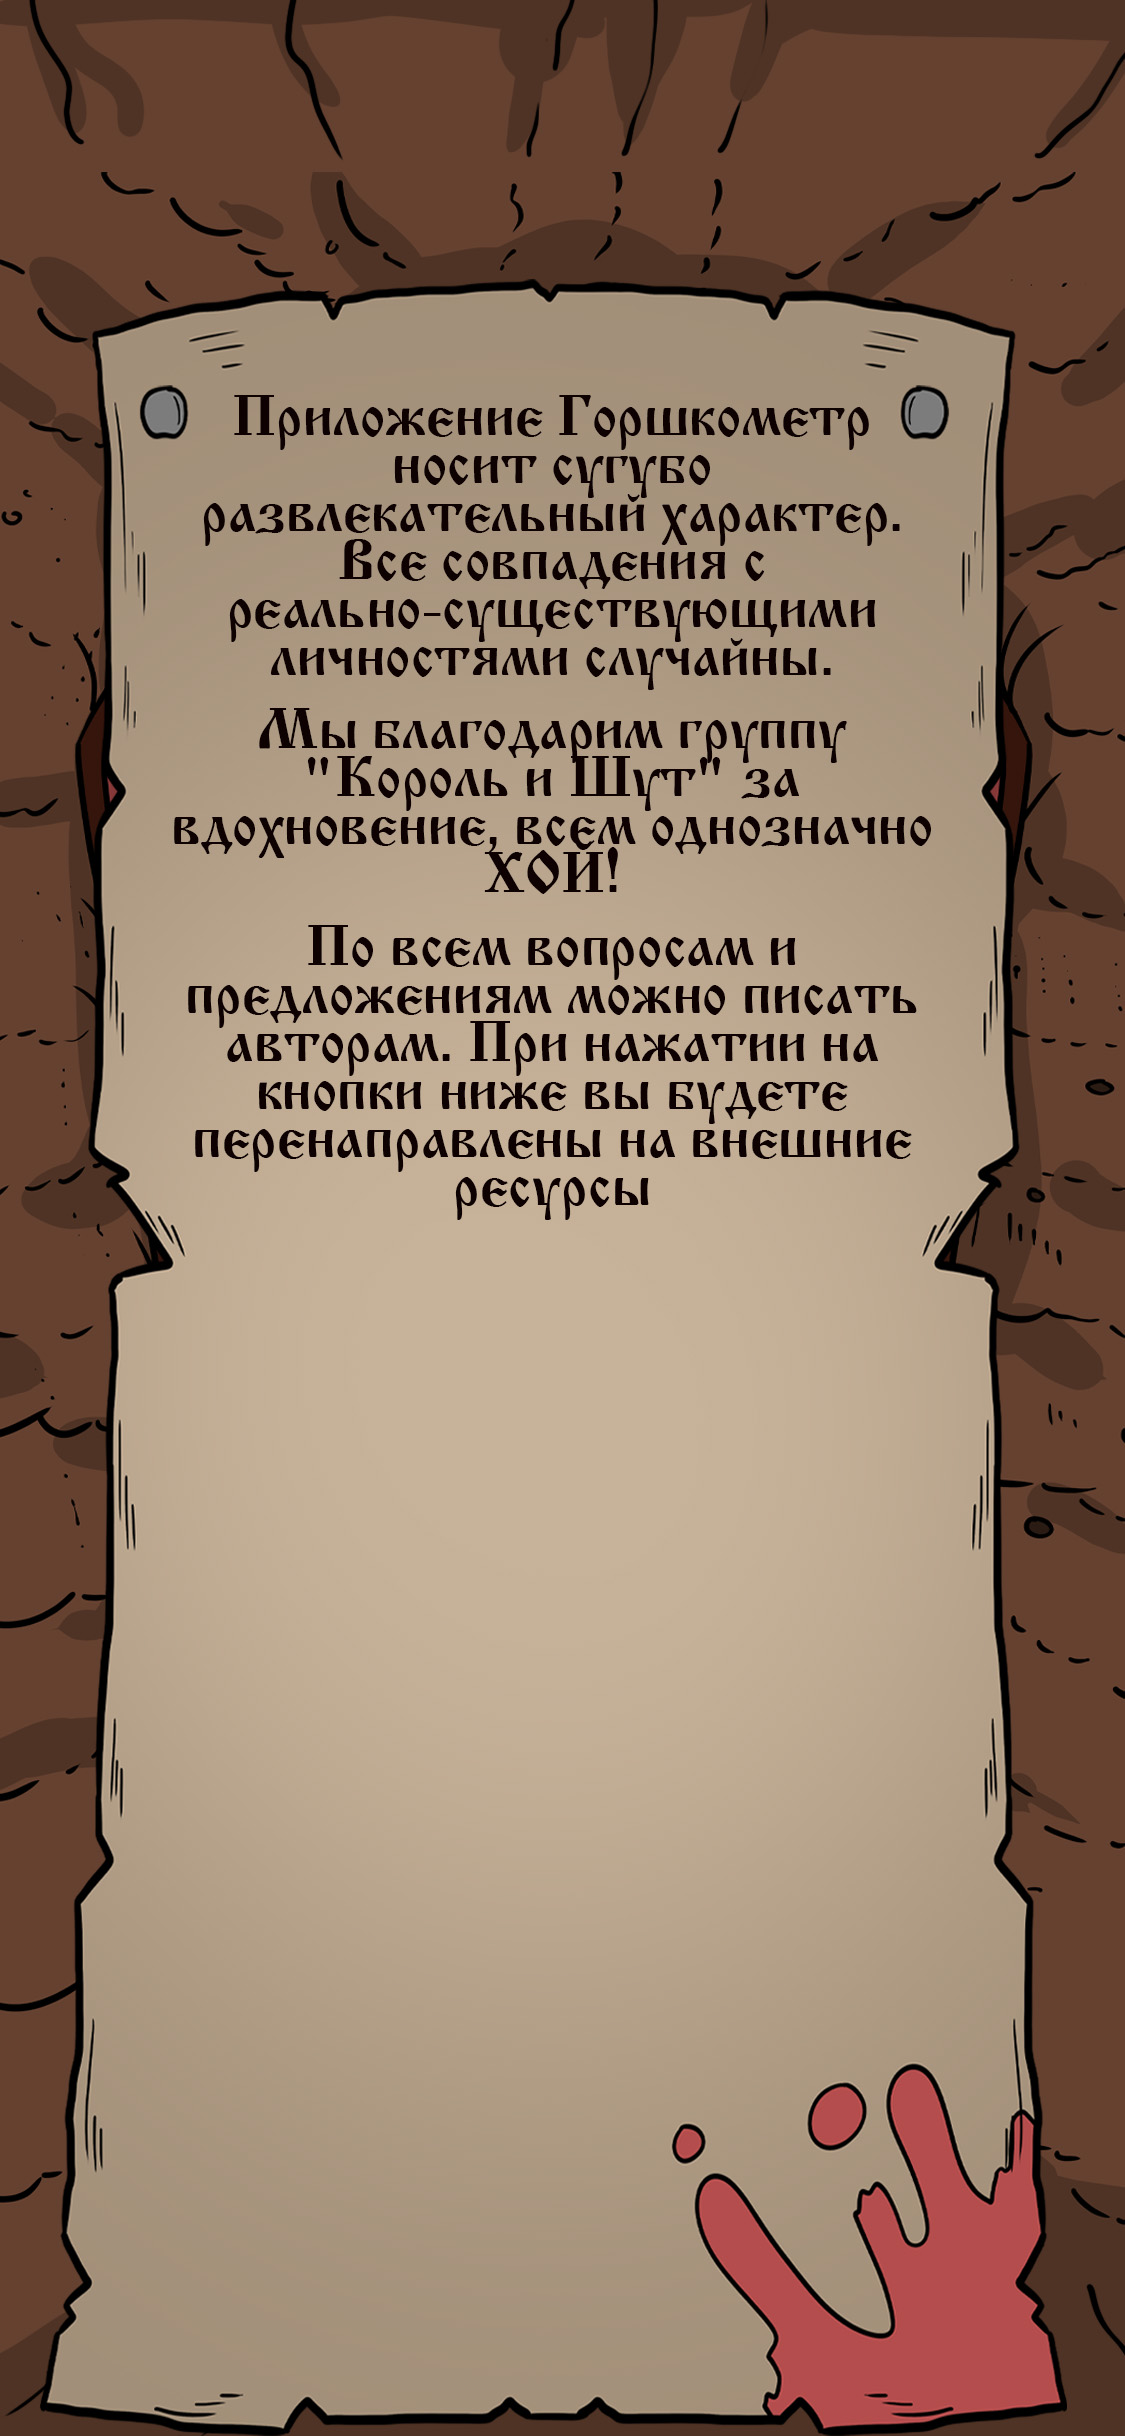 Приложение Горшкометр
носит сугубо
развлекательный характер.
Все совпадения с
реально-существующими
личностями случайны.
Мы благодарим группу
"Король и Шут" за
вдохновение, всем однозначно
ХОЙ!
По всем вопросам и
предложениям можно писать
авторам. При нажатии на
кнопки ниже вы будете
перенаправлены на внешние
ресурсы